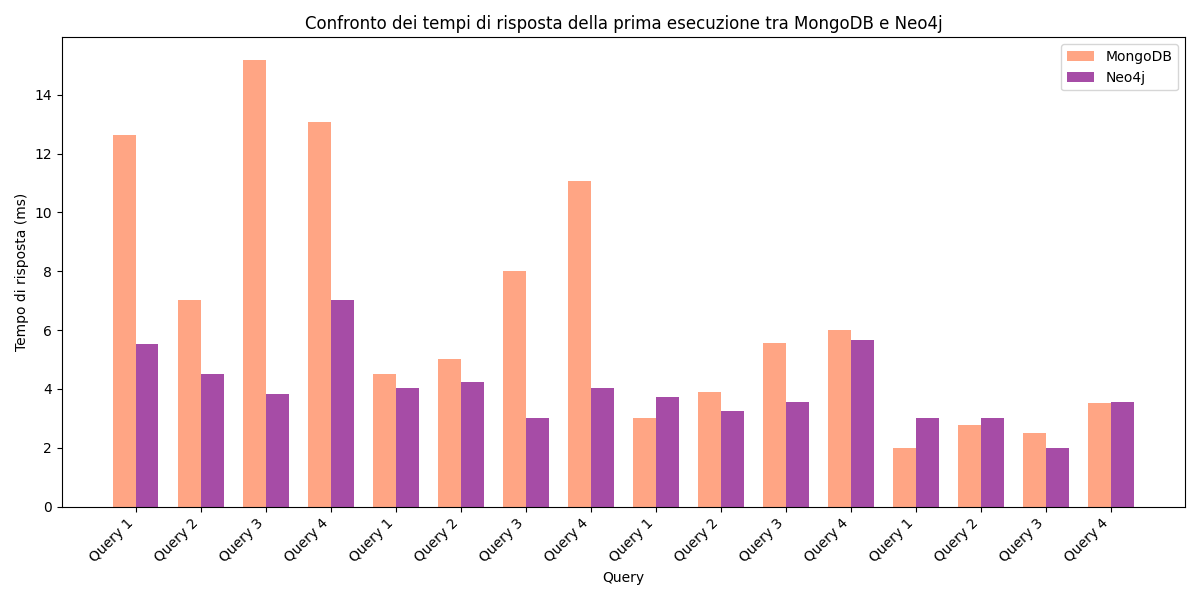 Confronto dei tempi di risposta della prima esecuzione tra MongoDB e Neo4j
MongoDB
Neo4j
Tempo di risposta (ms)
14
12
10
8
6
4
2
0
Query 1
Query 2
Query 3
Query 4
Query 1
Query 2
Query 3
Query 4
Query 1
Query 2
Query 3
Query 4
Query 1
Query 2
Query 3
Query 4
Query